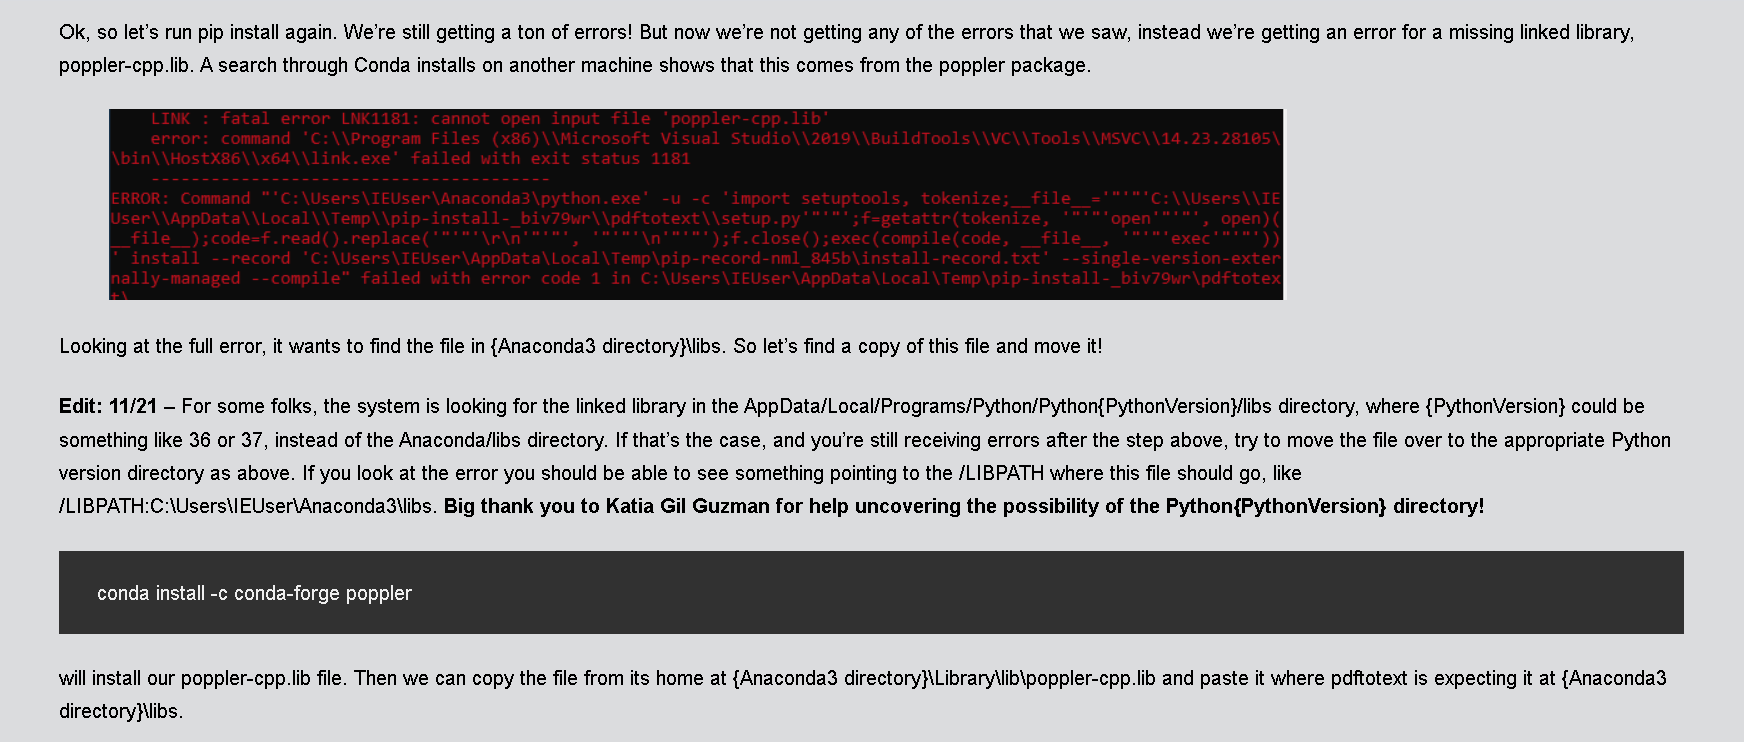 Ok, so let’s run pip install again. We’re still getting a ton of errors! But now we’re not getting any of the errors that we saw, instead we’re getting an error for a missing linked library,
poppler-cpp.lib. A search through Conda installs on another machine shows that this comes from the poppler package.
LINK : fatal error LNK1181: cannot open input file 'poppler-cpp.lib'
error: command 'C:\\Program Files (x86)\\Microsoft Visual Studio\\2019\\BuildTools\\VC\\Tools\\MSVC\\14.23.28105\
\bin\\HostX86\\x64\\link.exe' failed with exit status 1181
----------------------------------------
ERROR: Command "'C:\Users\IEUser\Anaconda3\python.exe' -u -c 'import setuptools, tokenize;__file__='"'"'C:\\Users\\IE
User\\AppData\\Local\\Temp\\pip-install-_biv79wr\\pdftotext\\setup.py'"'"';f=getattr(tokenize, '"'"'open'"'"', open)(
__file__);code=f.read().replace('"'"'\r\n'"'"', '"'"'\n'"'"');f.close();exec(compile(code, __file__, '"'"'exec'"'"'))
' install --record 'C:\Users\IEUser\AppData\Local\Temp\pip-record-nml_845b\install-record.txt' --single-version-exter
nally-managed --compile" failed with error code 1 in C:\Users\IEUser\AppData\Local\Temp\pip-install-_biv79wr\pdftotex
t\
Looking at the full error, it wants to find the file in {Anaconda3 directory}\libs. So let’s find a copy of this file and move it!
Edit: 11/21 – For some folks, the system is looking for the linked library in the AppData/Local/Programs/Python/Python{PythonVersion}/libs directory, where {PythonVersion} could be
something like 36 or 37, instead of the Anaconda/libs directory. If that’s the case, and you’re still receiving errors after the step above, try to move the file over to the appropriate Python
version directory as above. If you look at the error you should be able to see something pointing to the /LIBPATH where this file should go, like
/LIBPATH:C:\Users\IEUser\Anaconda3\libs. Big thank you to Katia Gil Guzman for help uncovering the possibility of the Python{PythonVersion} directory!
conda install -c conda-forge poppler
will install our poppler-cpp.lib file. Then we can copy the file from its home at {Anaconda3 directory}\Library\lib\poppler-cpp.lib and paste it where pdftotext is expecting it at {Anaconda3
directory}\libs.